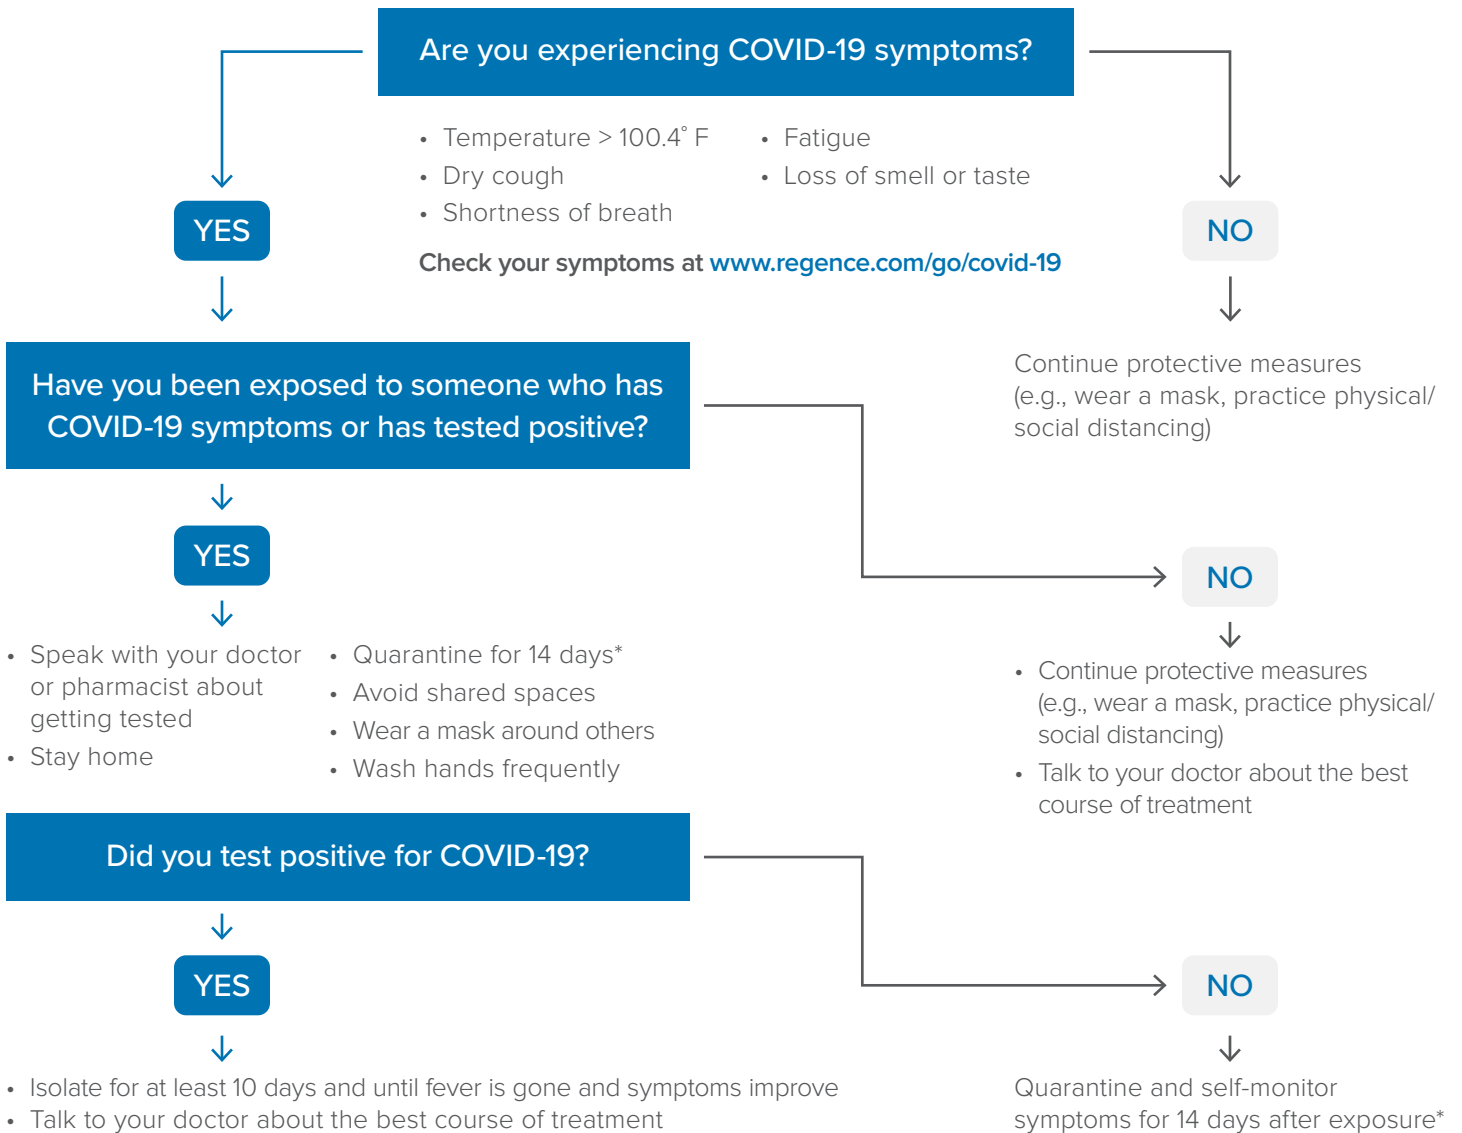 Are you experiencing COVID-19 symptoms?
• Temperature > 100.4° F
• Dry cough
• Shortness of breath
• Fatigue
• Loss of smell or taste
Check your symptoms at www.regence.com/go/covid-19
YES
NO
Continue protective measures
(e.g., wear a mask, practice physical/
social distancing)
Have you been exposed to someone who has
COVID-19 symptoms or has tested positive?
YES
• Speak with your doctor
or pharmacist about
getting tested
• Stay home
• Quarantine for 14 days*
• Avoid shared spaces
• Wear a mask around others
• Wash hands frequently
NO
• Continue protective measures
(e.g., wear a mask, practice physical/
social distancing)
• Talk to your doctor about the best
course of treatment
Did you test positive for COVID-19?
YES
• Isolate for at least 10 days and until fever is gone and symptoms improve
• Talk to your doctor about the best course of treatment
NO
Quarantine and self-monitor
symptoms for 14 days after exposure*